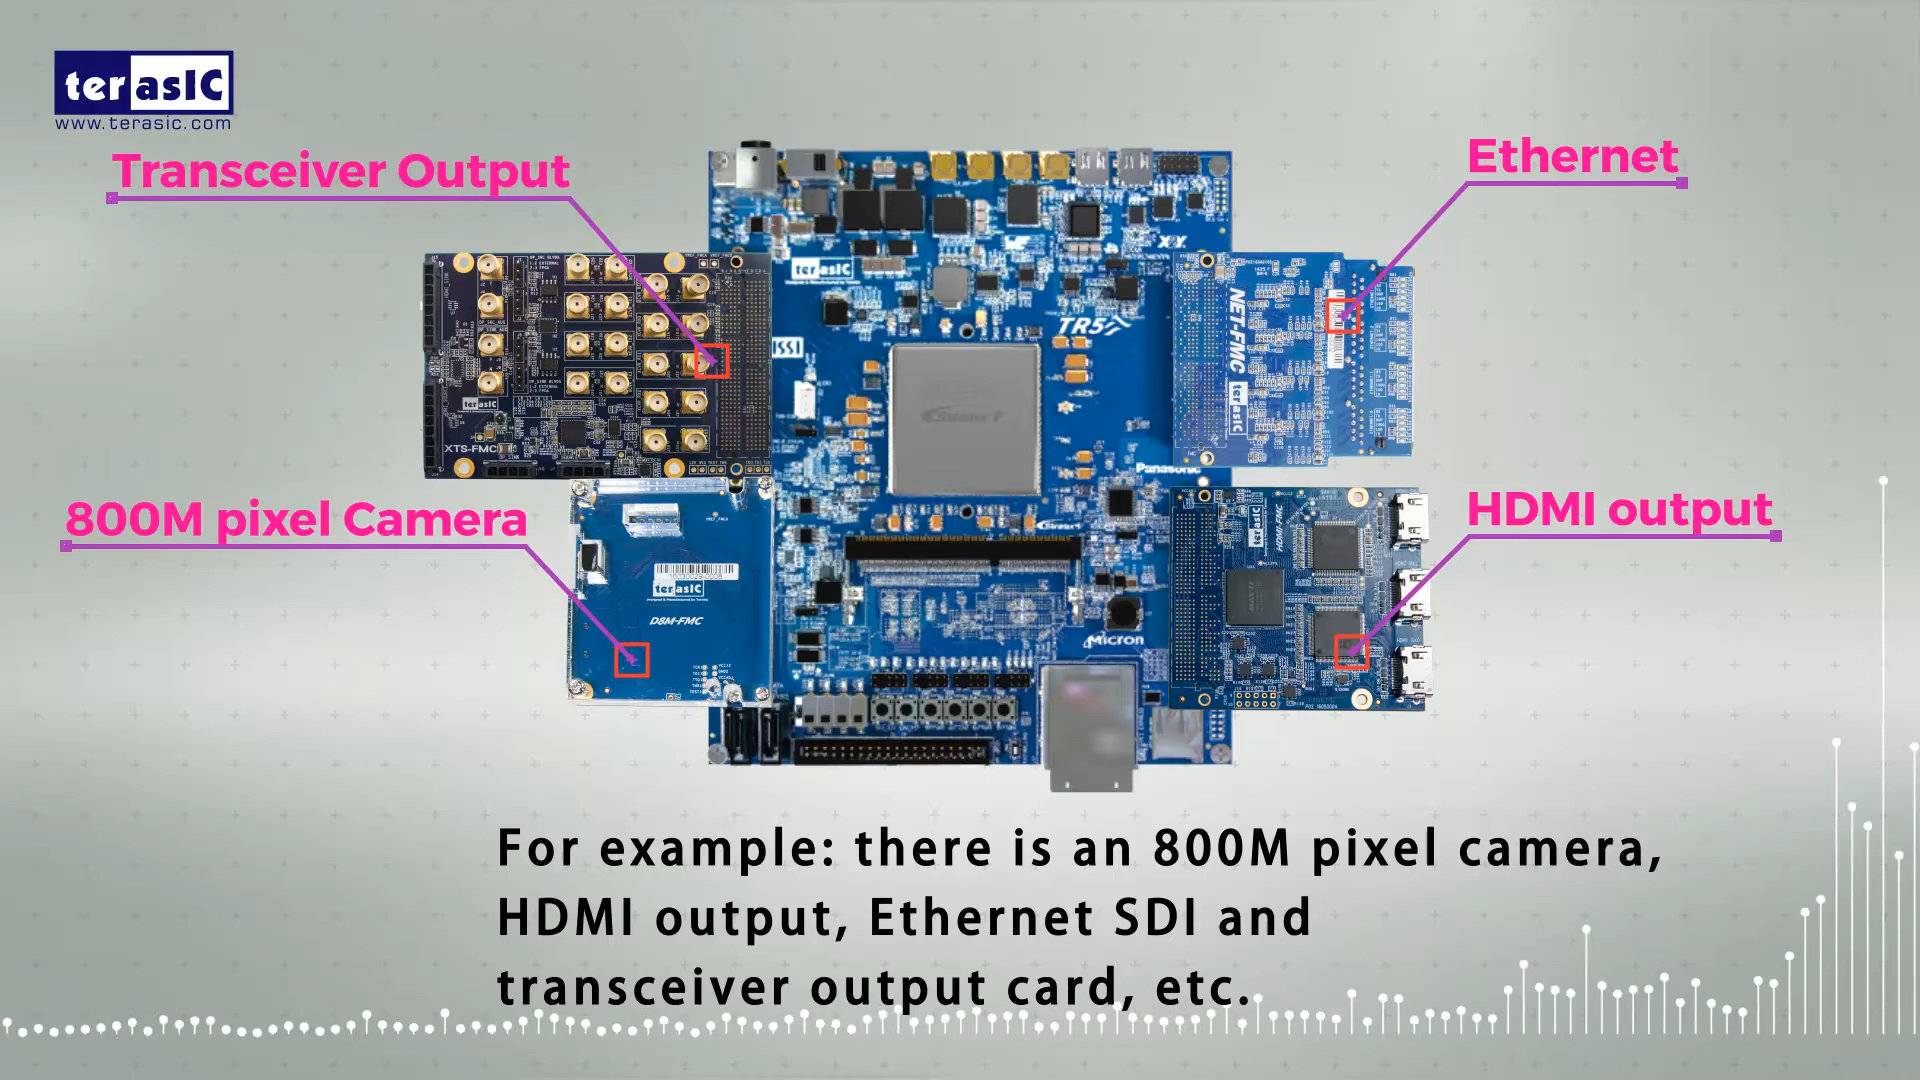 terasIC
www.terasic.com
Transceiver Output
Ethernet
800M pixel Camera
HDMI output
terasIC
TR5
ISSI
Stratix V
Panasonic
Micron
XTS-FMC
terasIC
NET-FMC
terasIC
terasIC
D8M-FMC
terasIC
HDMI-FMC
For example: there is an 800M pixel camera,
HDMI output, Ethernet SDI and
transceiver output card, etc.